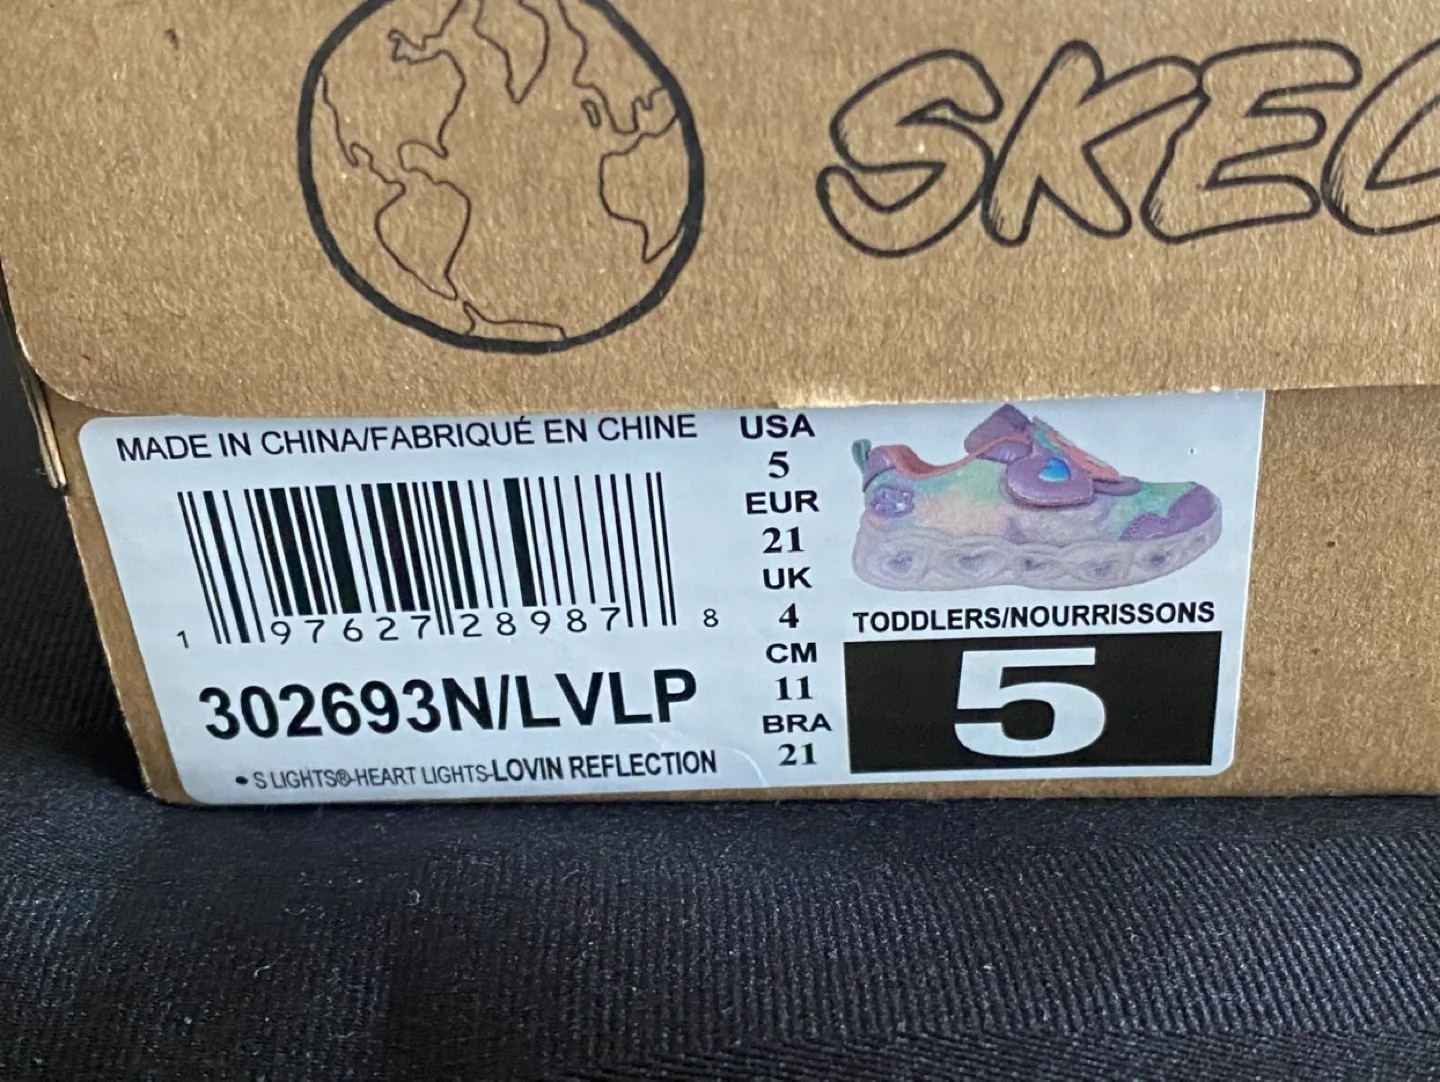 SKEC
MADE IN CHINA/FABRIQUÉ EN CHINE
1 97627 28987 8
302693N/LVLP
• S LIGHTS®-HEART LIGHTS-LOVIN REFLECTION
USA
5
EUR
21
UK
4
CM
11
BRA
21
TODDLERS/NOURRISSONS
5